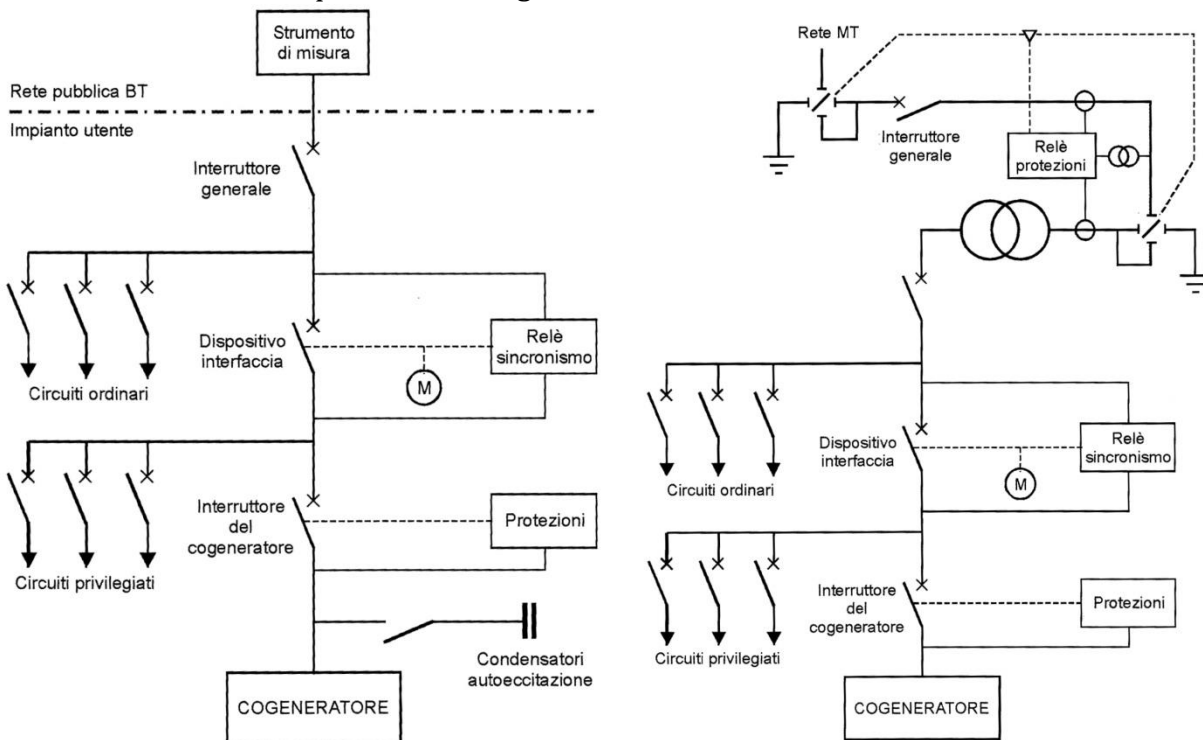 Strumento
di misura
Rete pubblica BT
Impianto utente
Interruttore
generale
Dispositivo
interfaccia
Relè
sincronismo
M
Circuiti ordinari
Interruttore
del
cogeneratore
Protezioni
Circuiti privilegiati
Condensatori
autoeccitazione
COGENERATORE
Rete MT
Interruttore
generale
Relè
protezioni
Dispositivo
interfaccia
Relè
sincronismo
M
Circuiti ordinari
Interruttore
del
cogeneratore
Protezioni
Circuiti privilegiati
COGENERATORE